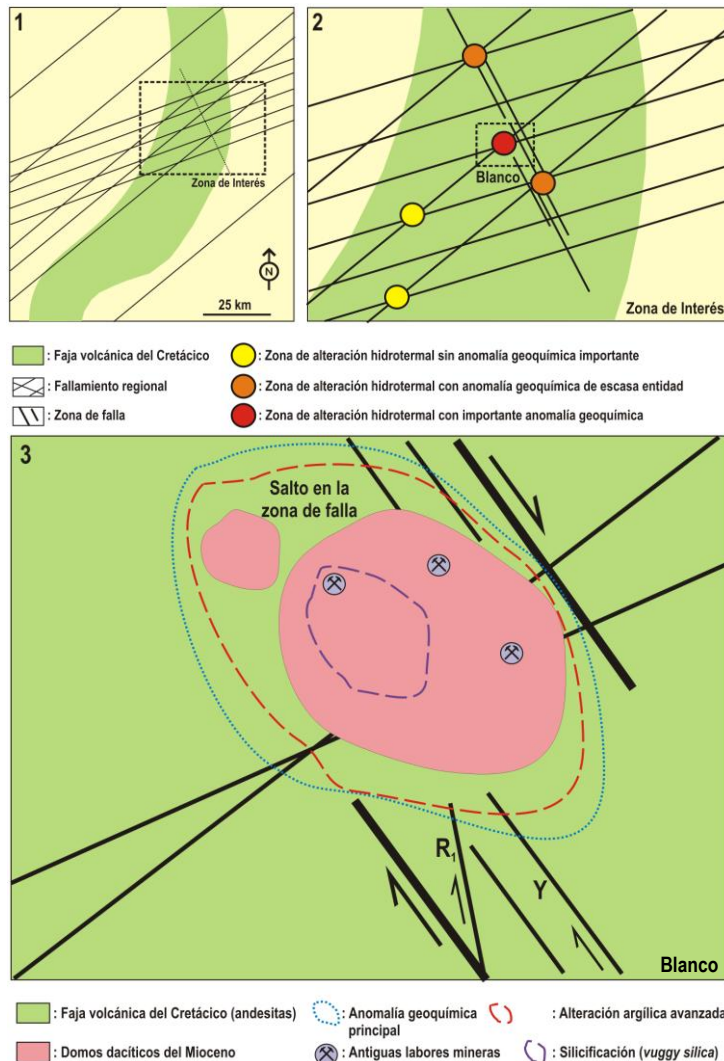 1
Zona de Interés
N
25 km
2
Blanco
Zona de Interés
: Faja volcánica del Cretácico
: Fallamiento regional
: Zona de falla
: Zona de alteración hidrotermal sin anomalía geoquímica importante
: Zona de alteración hidrotermal con anomalía geoquímica de escasa entidad
: Zona de alteración hidrotermal con importante anomalía geoquímica
3
Salto en la
zona de falla
R1
Y
Blanco
: Faja volcánica del Cretácico (andesitas)
: Domos dacíticos del Mioceno
: Anomalía geoquímica
principal
: Antiguas labores mineras
: Alteración argílica avanzada
: Silicificación (vuggy silica)